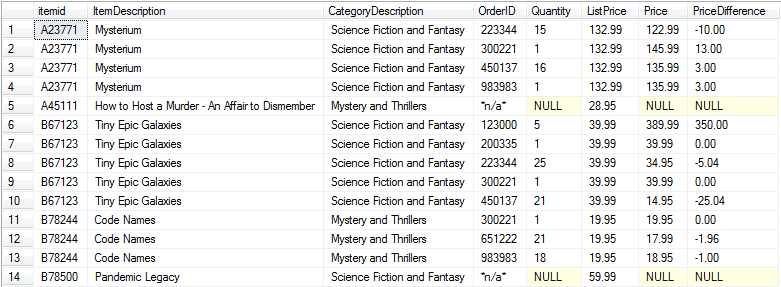 itemid ItemDescription CategoryDescription OrderID Quantity ListPrice Price PriceDifference
1 A23771 Mysterium Science Fiction and Fantasy 223344 15 132.99 122.99 -10.00
2 A23771 Mysterium Science Fiction and Fantasy 300221 1 132.99 145.99 13.00
3 A23771 Mysterium Science Fiction and Fantasy 450137 16 132.99 135.99 3.00
4 A23771 Mysterium Science Fiction and Fantasy 983983 1 132.99 135.99 3.00
5 A45111 How to Host a Murder - An Affair to Dismember Mystery and Thrillers *n/a* NULL 28.95 NULL NULL
6 B67123 Tiny Epic Galaxies Science Fiction and Fantasy 123000 5 39.99 389.99 350.00
7 B67123 Tiny Epic Galaxies Science Fiction and Fantasy 200335 1 39.99 39.99 0.00
8 B67123 Tiny Epic Galaxies Science Fiction and Fantasy 223344 25 39.99 34.95 -5.04
9 B67123 Tiny Epic Galaxies Science Fiction and Fantasy 300221 1 39.99 39.99 0.00
10 B67123 Tiny Epic Galaxies Science Fiction and Fantasy 450137 21 39.99 14.95 -25.04
11 B78244 Code Names Mystery and Thrillers 300221 1 19.95 19.95 0.00
12 B78244 Code Names Mystery and Thrillers 651222 21 19.95 17.99 -1.96
13 B78244 Code Names Mystery and Thrillers 983983 18 19.95 18.95 -1.00
14 B78500 Pandemic Legacy Science Fiction and Fantasy *n/a* NULL 59.99 NULL NULL